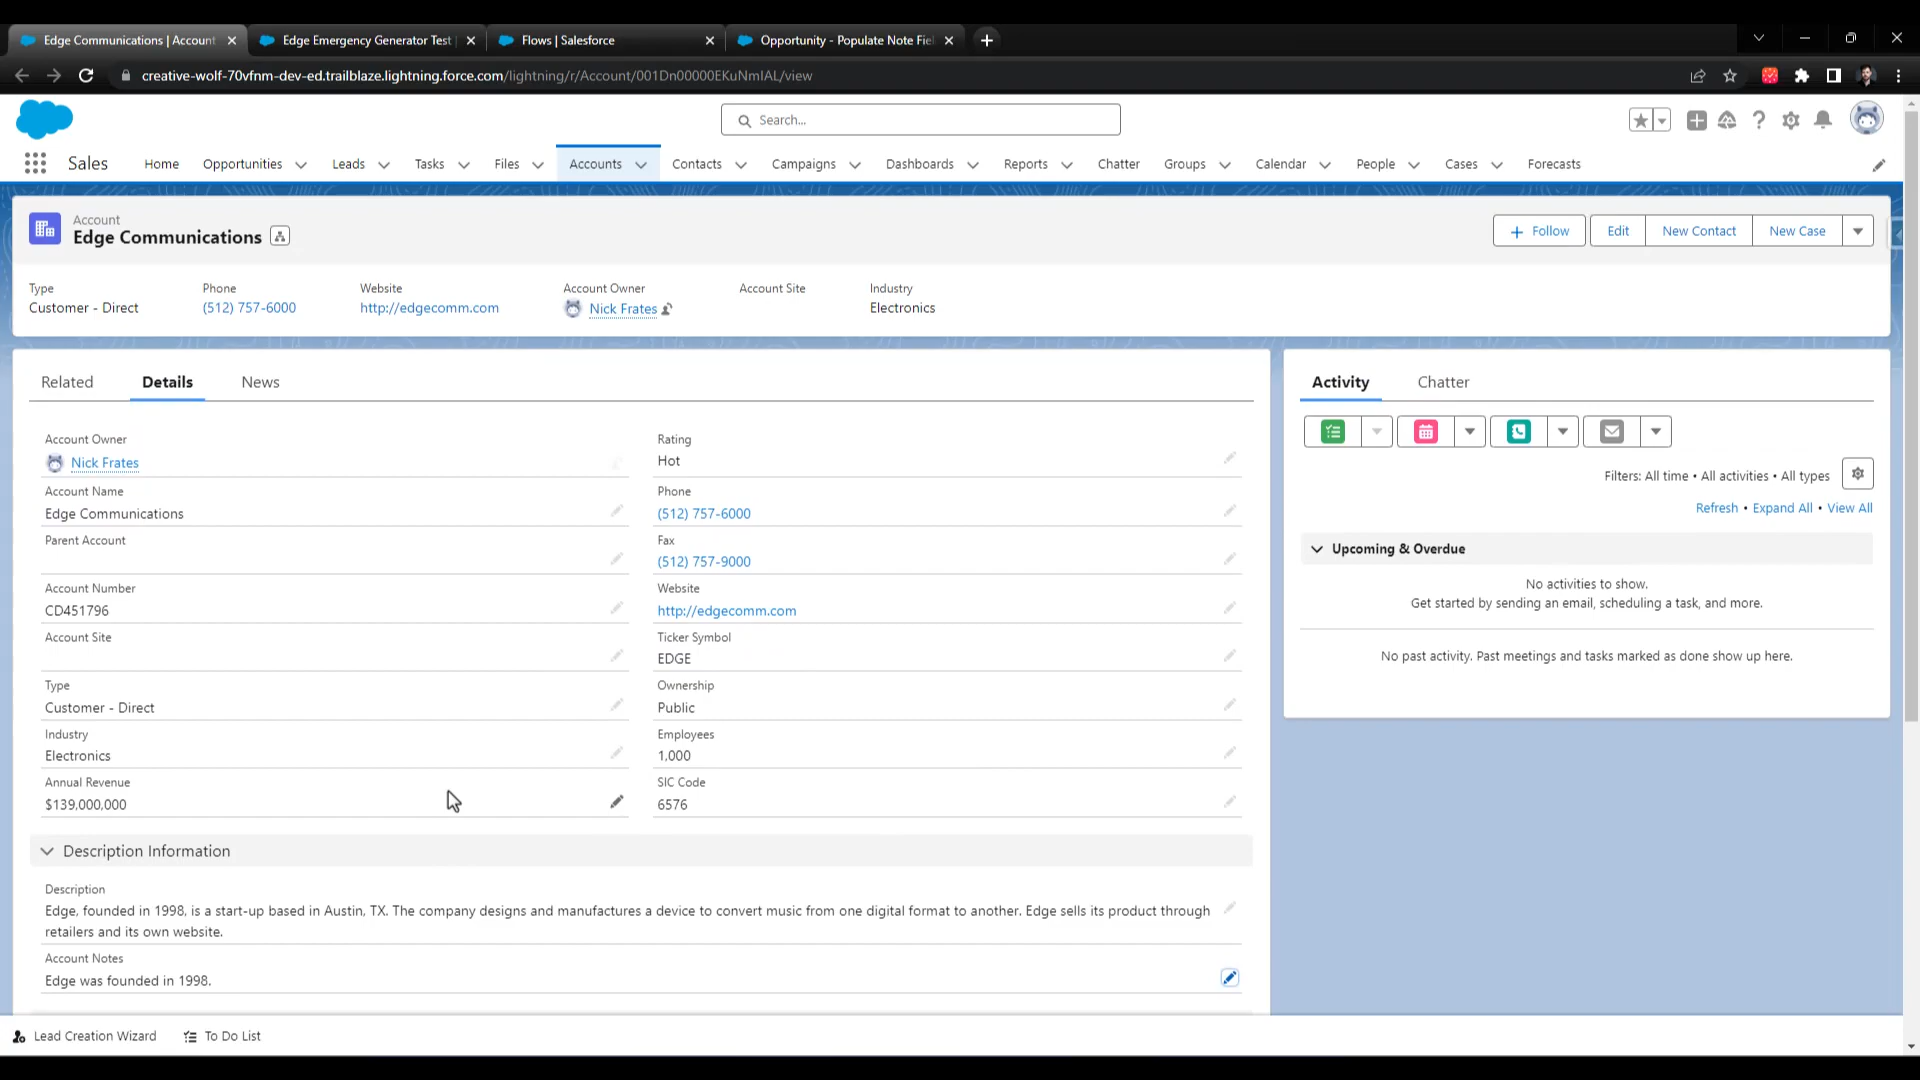 Edge Communications | Account
Edge Emergency Generator Test
Flows | Salesforce
Opportunity - Populate Note Fie
creative-wolf-70vfnm-dev-ed.trailblaze.lightning.force.com/lightning/r/Account/001Dn00000EKuNmIAL/view
Search...
Sales
Home
Opportunities
Leads
Tasks
Files
Accounts
Contacts
Campaigns
Dashboards
Reports
Chatter
Groups
Calendar
People
Cases
Forecasts
Account
Edge Communications
Follow
Edit
New Contact
New Case
Type
Customer - Direct
Phone
(512) 757-6000
Website
http://edgecomm.com
Account Owner
Nick Frates
Account Site
Industry
Electronics
Related
Details
News
Account Owner
Nick Frates
Rating
Hot
Account Name
Edge Communications
Phone
(512) 757-6000
Parent Account
Fax
(512) 757-9000
Account Number
CD451796
Website
http://edgecomm.com
Account Site
Ticker Symbol
EDGE
Type
Customer - Direct
Ownership
Public
Industry
Electronics
Employees
1,000
Annual Revenue
$139,000,000
SIC Code
6576
Description Information
Description
Edge, founded in 1998, is a start-up based in Austin, TX. The company designs and manufactures a device to convert music from one digital format to another. Edge sells its product through
retailers and its own website.
Account Notes
Edge was founded in 1998.
Activity
Chatter
Filters: All time • All activities • All types
Refresh • Expand All • View All
Upcoming & Overdue
No activities to show.
Get started by sending an email, scheduling a task, and more.
No past activity. Past meetings and tasks marked as done show up here.
Lead Creation Wizard
To Do List